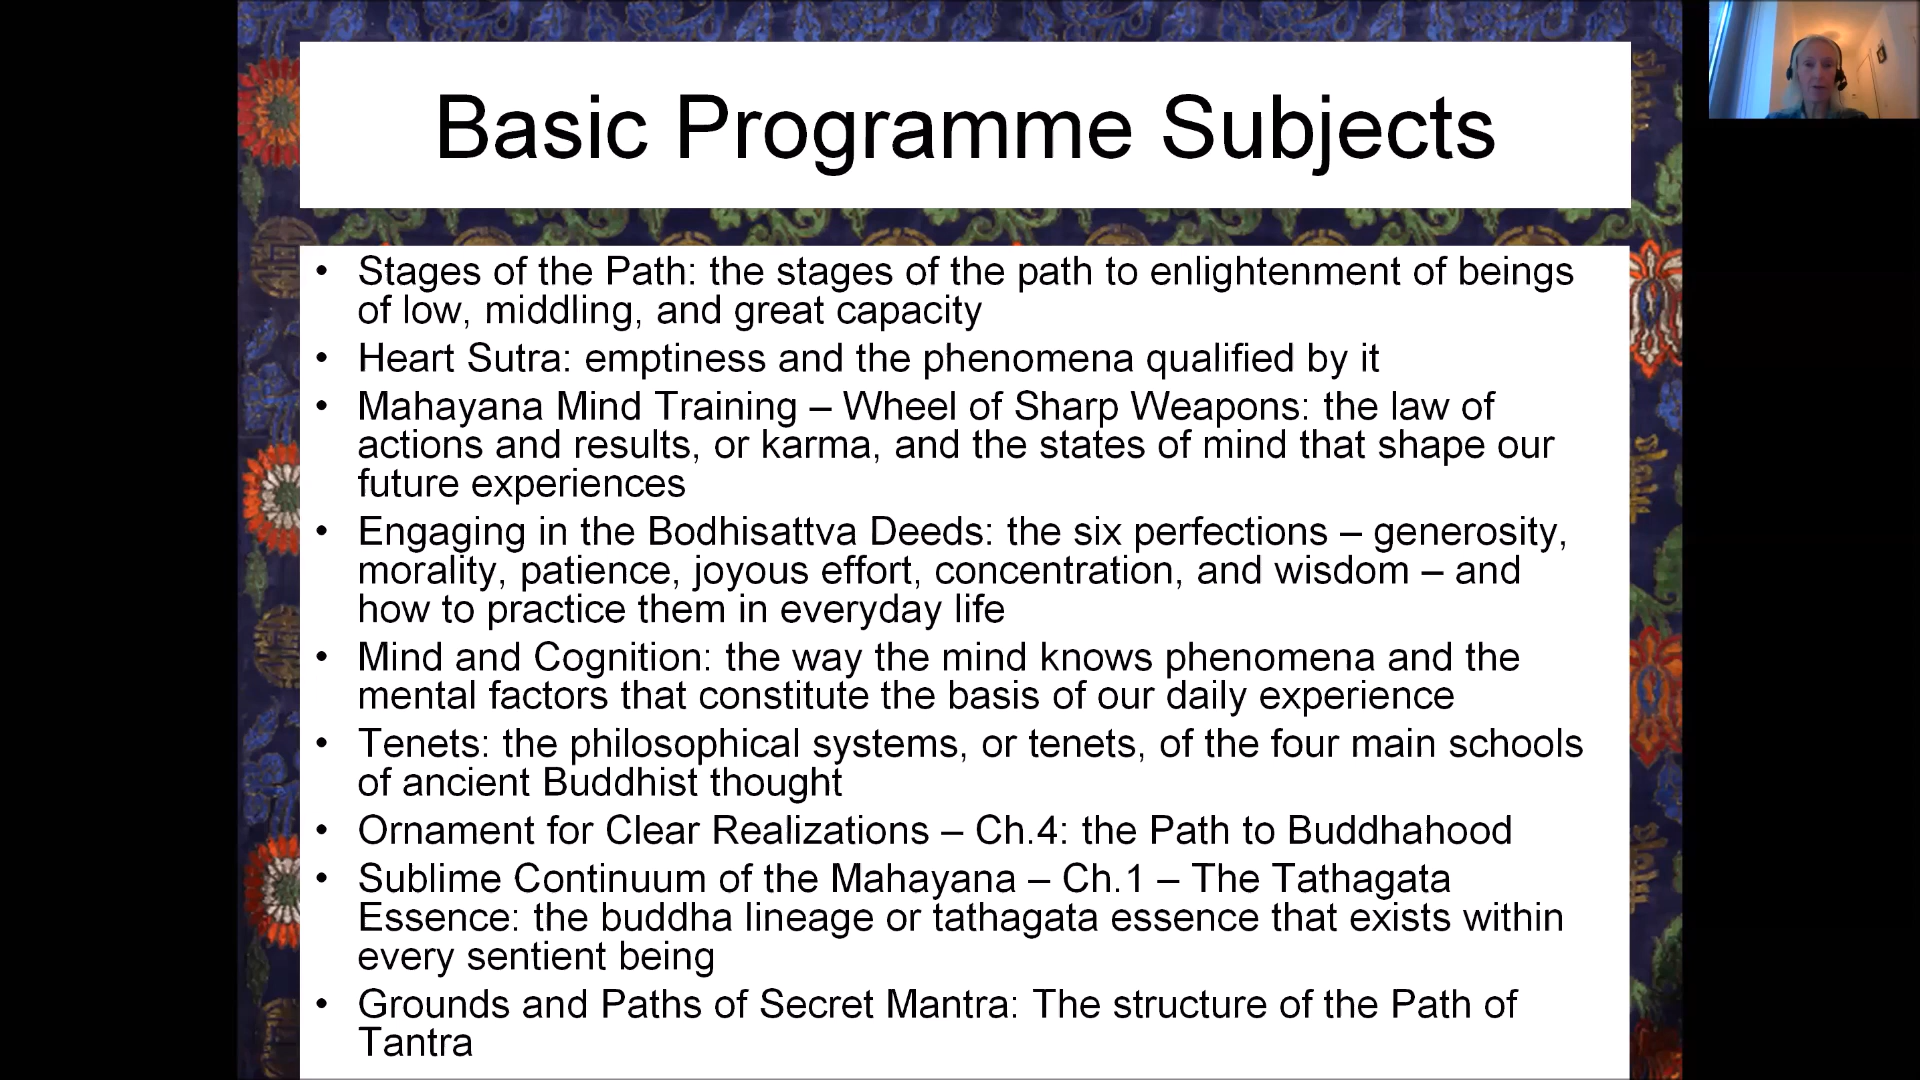 Basic Programme Subjects
• Stages of the Path: the stages of the path to enlightenment of beings
of low, middling, and great capacity
• Heart Sutra: emptiness and the phenomena qualified by it
• Mahayana Mind Training – Wheel of Sharp Weapons: the law of
actions and results, or karma, and the states of mind that shape our
future experiences
• Engaging in the Bodhisattva Deeds: the six perfections – generosity,
morality, patience, joyous effort, concentration, and wisdom – and
how to practice them in everyday life
• Mind and Cognition: the way the mind knows phenomena and the
mental factors that constitute the basis of our daily experience
• Tenets: the philosophical systems, or tenets, of the four main schools
of ancient Buddhist thought
• Ornament for Clear Realizations – Ch.4: the Path to Buddhahood
• Sublime Continuum of the Mahayana – Ch.1 – The Tathagata
Essence: the buddha lineage or tathagata essence that exists within
every sentient being
• Grounds and Paths of Secret Mantra: The structure of the Path of
Tantra